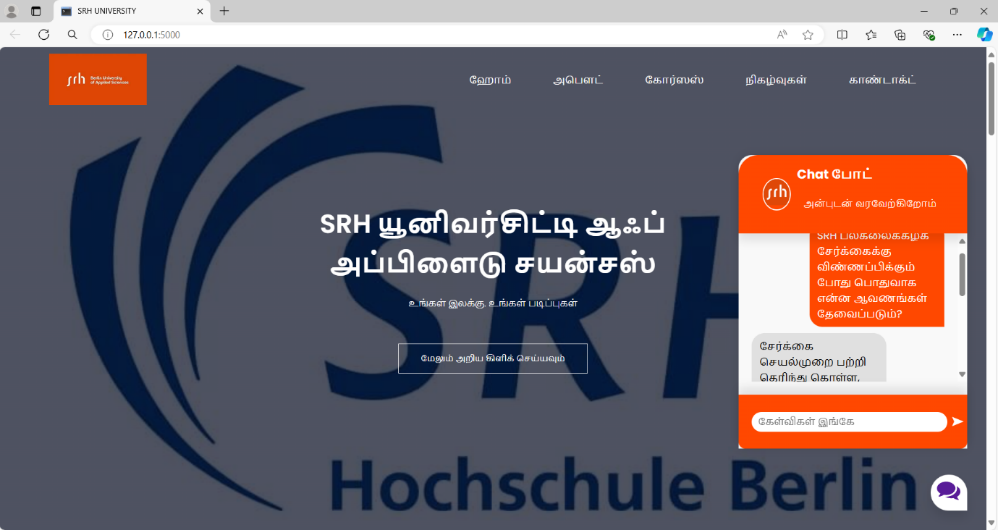 SRH UNIVERSITY
127.0.0.1:5000
srh Berlin University
of Applied Sciences
ஹோம் அபௌட் கோர்ஸஸ் நிகழ்வுகள் காண்டாக்ட்
SRH யூனிவர்சிட்டி ஆஃப்
அப்பிளைடு சயன்சஸ்
உங்கள் இலக்கு. உங்கள் படிப்புகள்
மேலும் அறிய கிளிக் செய்யவும்
SRH
Hochschule Berlin
srh
Chat போட்
அன்புடன் வரவேற்கிறோம்
SRH பல்கலைக்கழக
சேர்க்கைக்கு
விண்ணப்பிக்கும்
போது பொதுவாக
என்ன ஆவணங்கள்
தேவைப்படும்?
சேர்க்கை
செயல்முறை பற்றி
தெரிந்து கொள்ள,
கேள்விகள் இங்கே